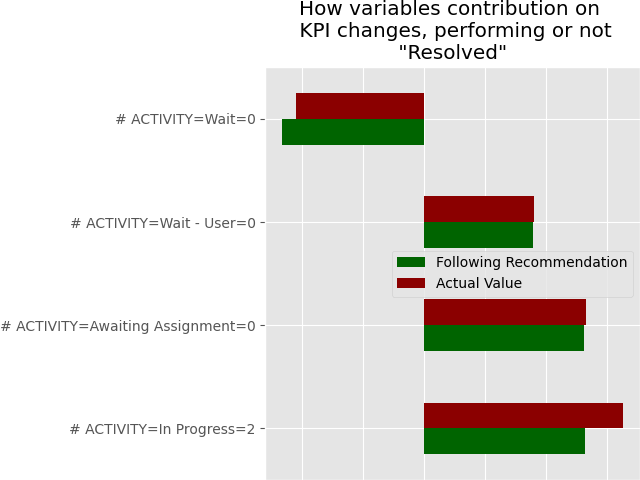 How variables contribution on
KPI changes, performing or not
"Resolved"
# ACTIVITY=Wait=0
# ACTIVITY=Wait - User=0
Following Recommendation
Actual Value
# ACTIVITY=Awaiting Assignment=0
# ACTIVITY=In Progress=2